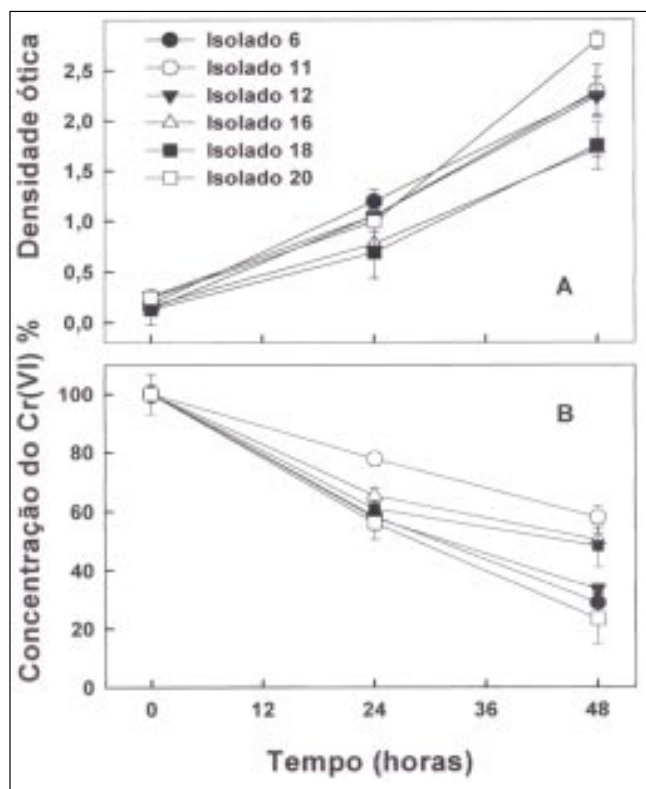 Densidade ótica
2,5
2,0
1,5
1,0
0,5
0,0
Isolado 6
Isolado 11
Isolado 12
Isolado 16
Isolado 18
Isolado 20
A
Concentração do Cr(VI) %
100
80
60
40
20
0
B
0
12
24
36
48
Tempo (horas)